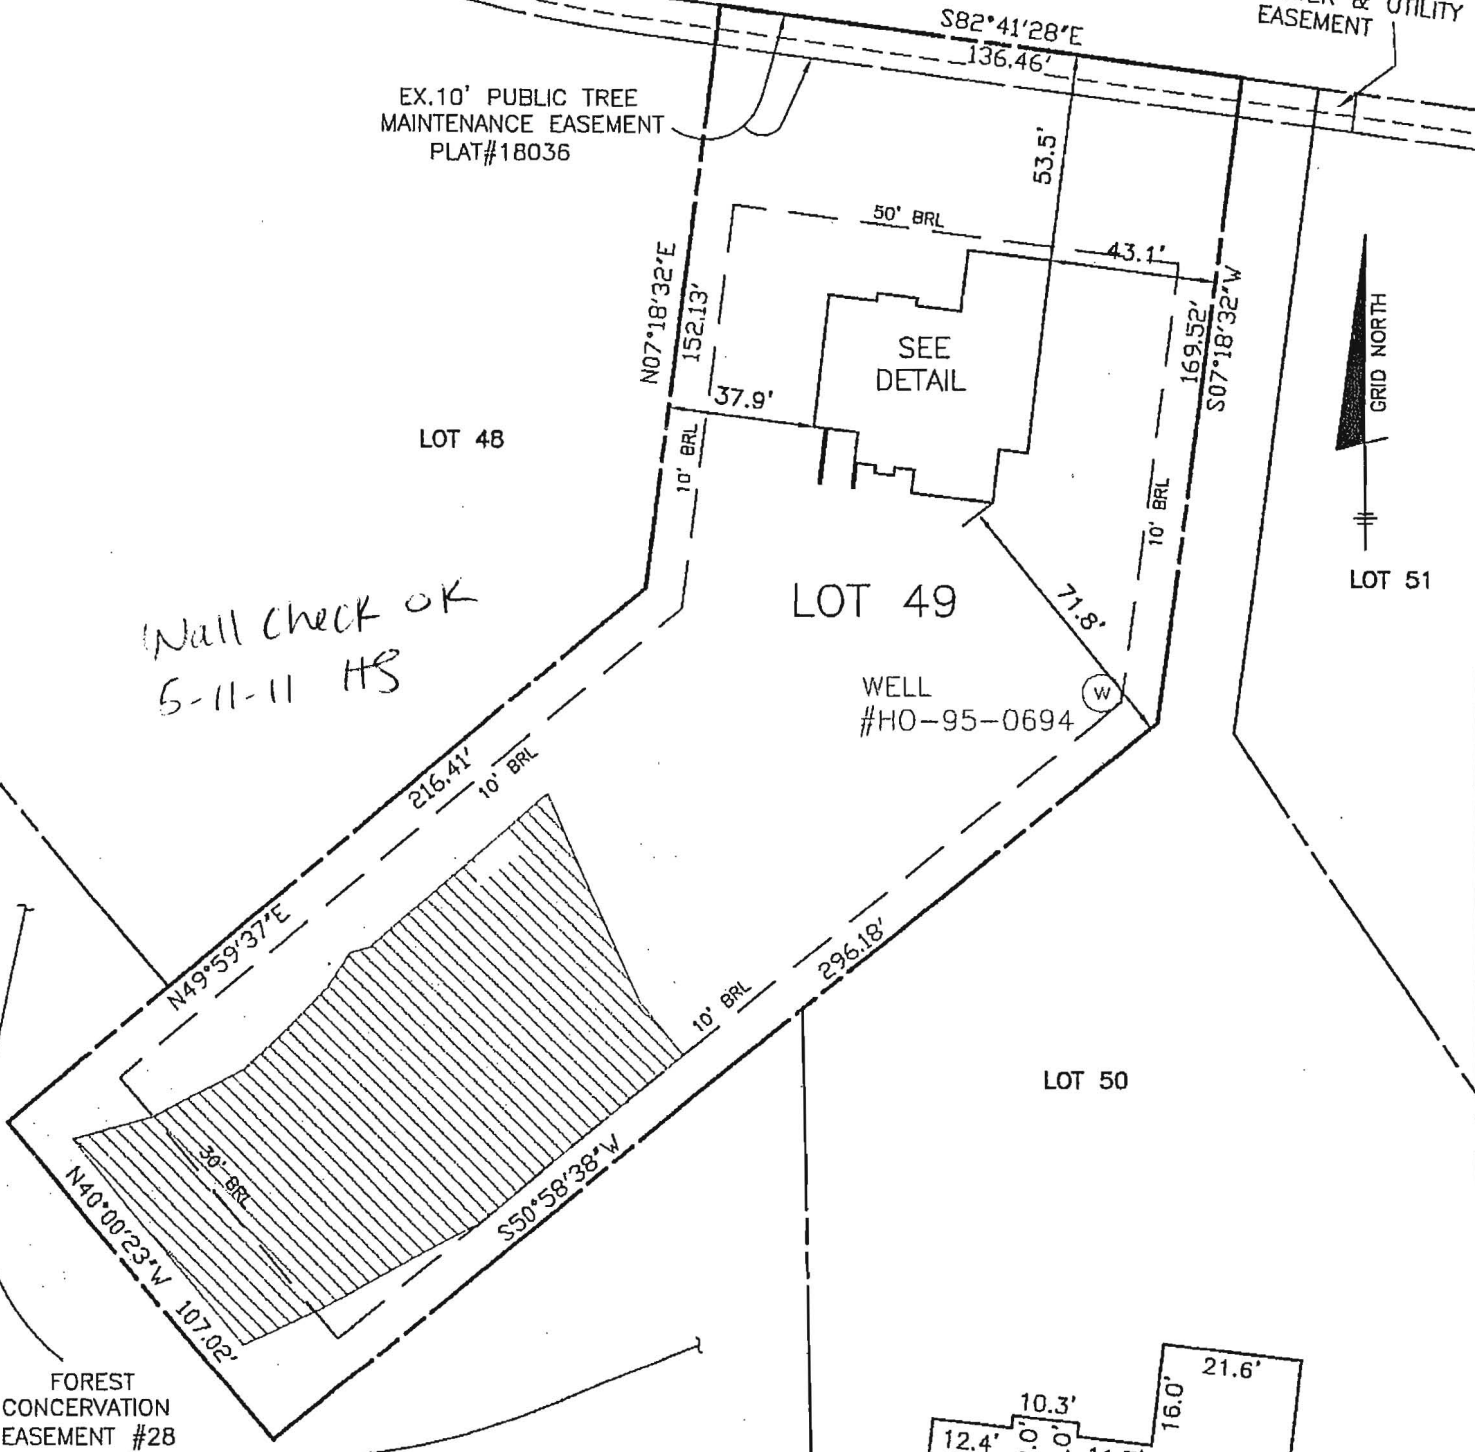 S82°41'28"E
136.46'
UTILITY
EASEMENT
EX.10' PUBLIC TREE
MAINTENANCE EASEMENT
PLAT#18036
53.5'
50' BRL
43.1'
N07°18'32"E
152.13'
SEE
DETAIL
169.52'
S07°18'32"W
GRID NORTH
37.9'
LOT 48
10' BRL
10' BRL
LOT 49
71.8'
LOT 51
Wall Check OK
5-11-11 HS
WELL
#HO-95-0694
W
216.41'
10' BRL
N49°59'37"E
296.18'
10' BRL
LOT 50
30' BRL
S50°58'38"W
N40°00'23"W 107.02'
FOREST
CONCERVATION
EASEMENT #28
21.6'
16.0'
10.3'
12.4'